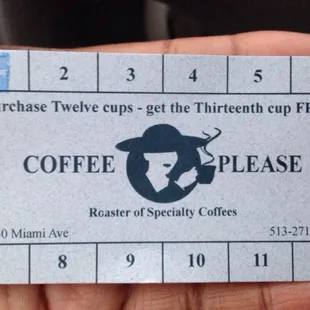 2 3 4 5
rchase Twelve cups - get the Thirteenth cup F
COFFEE PLEASE
Roaster of Specialty Coffees
0 Miami Ave 513-271
8 9 10 11